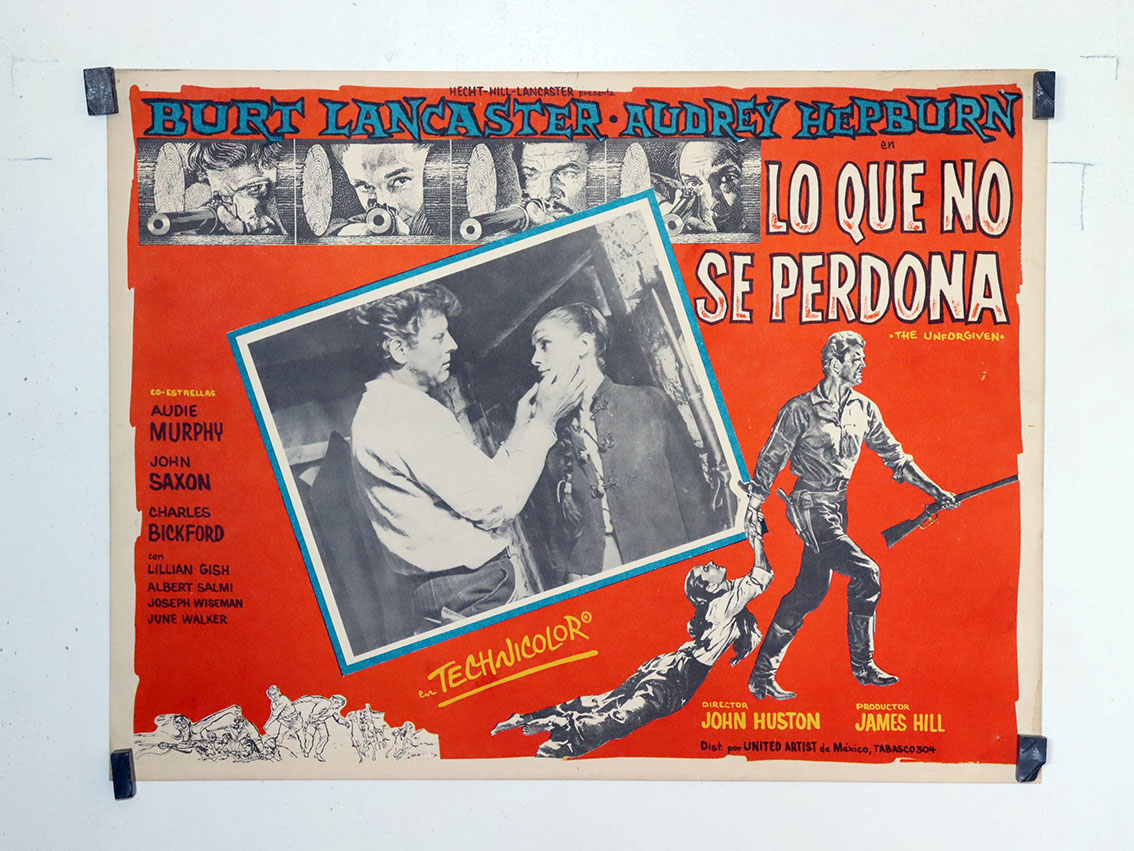 HECHT-HILL-LANCASTER presenta
BURT LANCASTER · AUDREY HEPBURN
en
LO QUE NO
SE PERDONA
•THE UNFORGIVEN•
CO-ESTRELLAS
AUDIE
MURPHY
JOHN
SAXON
CHARLES
BICKFORD
con
LILLIAN GISH
ALBERT SALMI
JOSEPH WISEMAN
JUNE WALKER
en TECHNICOLOR®
DIRECTOR
JOHN HUSTON
PRODUCTOR
JAMES HILL
Dist. por UNITED ARTIST de México, TABASCO 304